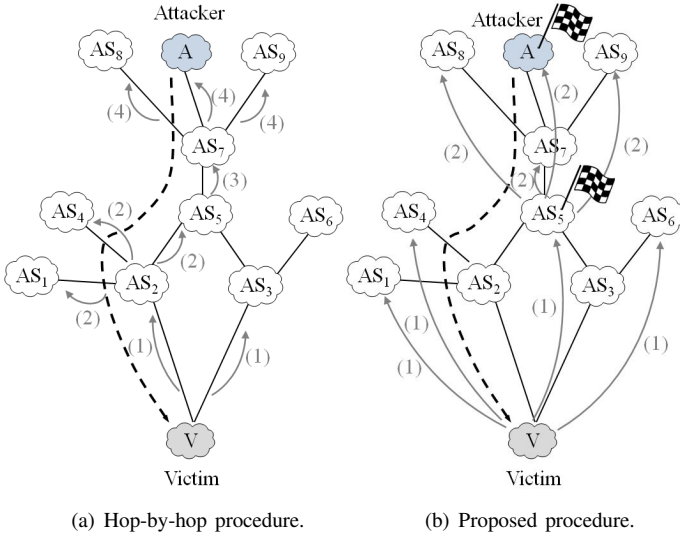 Attacker
AS8
A
AS9
(4)
(4)
(4)
AS7
(3)
AS4
(2)
AS5
AS6
(2)
AS1
AS2
AS3
(2)
(1)
(1)
V
Victim
(a) Hop-by-hop procedure.
Attacker
AS8
A
AS9
(2)
AS7
(2)
(2)
(2)
AS4
AS5
AS6
AS1
AS2
AS3
(1)
(1)
(1)
(1)
V
Victim
(b) Proposed procedure.